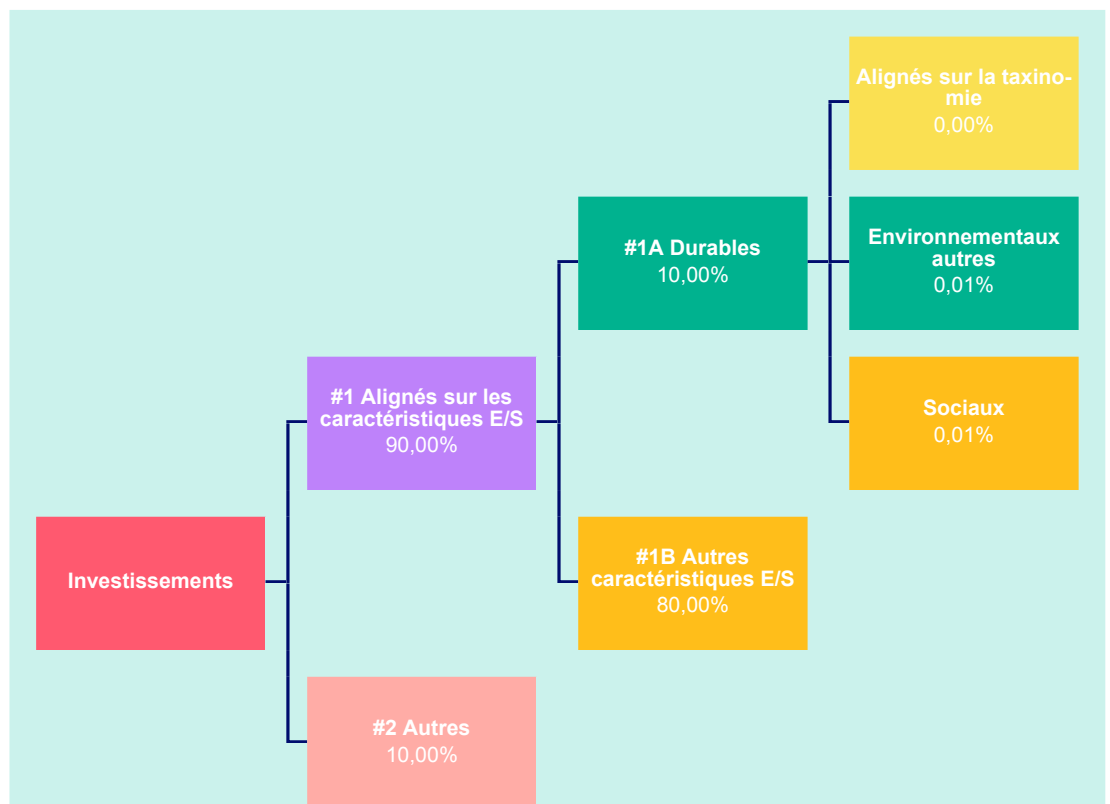 Alignés sur la taxino-
mie
0,00%
#1A Durables
10,00%
Environnementaux
autres
0,01%
#1 Alignés sur les
caractéristiques E/S
90,00%
Sociaux
0,01%
Investissements
#1B Autres
caractéristiques E/S
80,00%
#2 Autres
10,00%